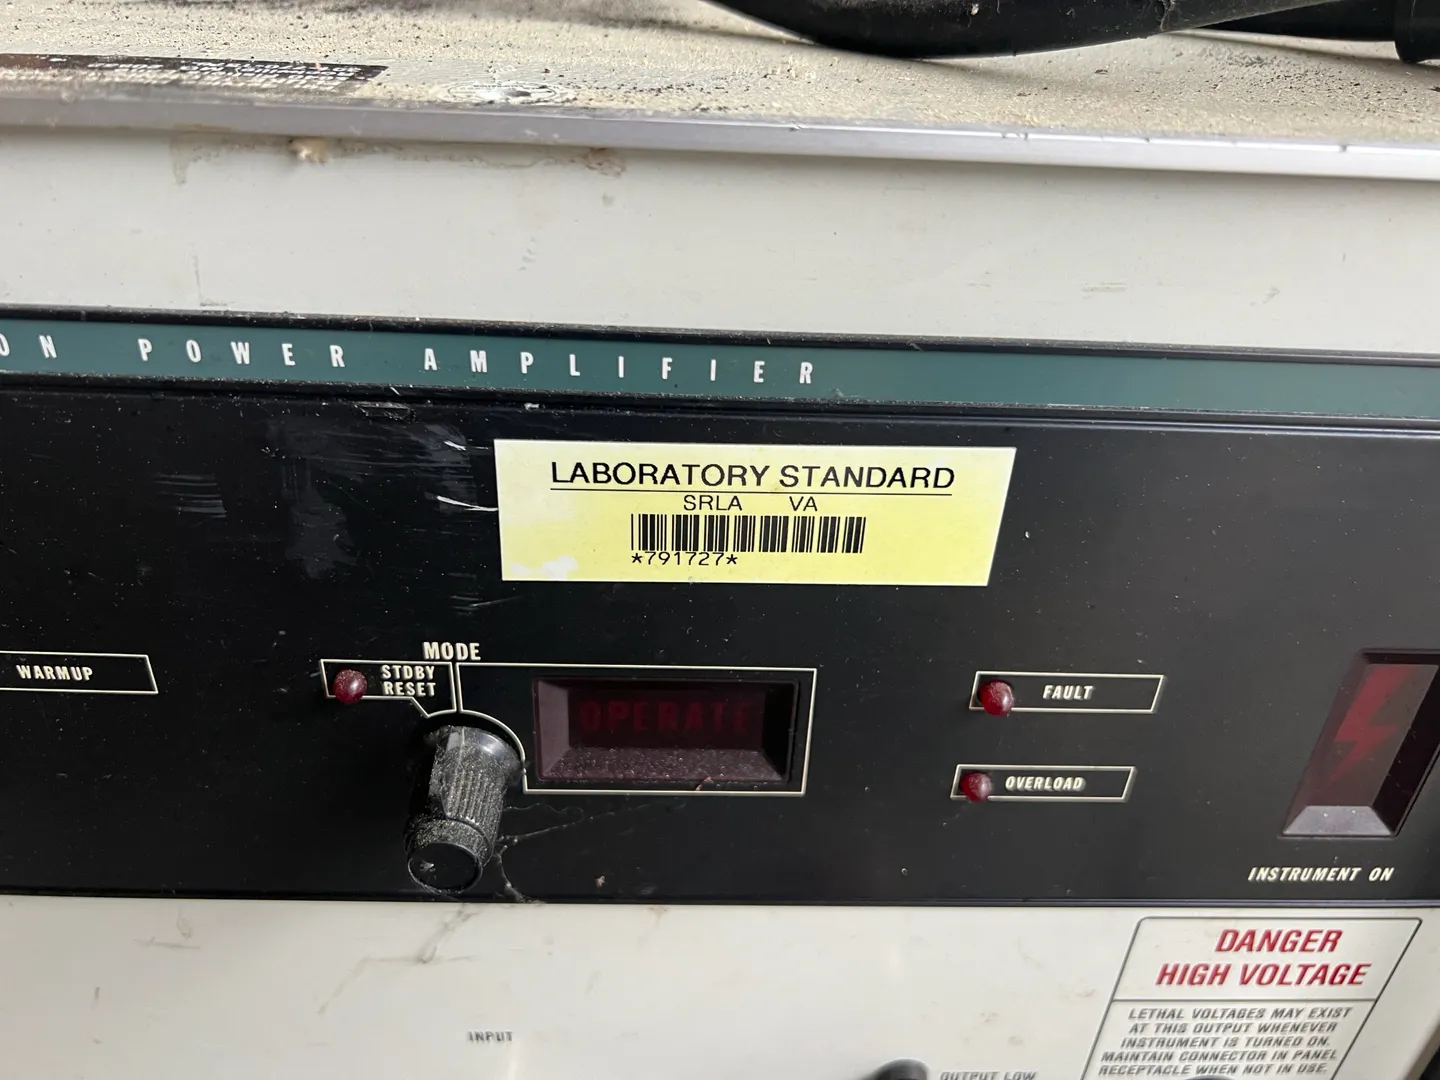 ON POWER AMPLIFIER
LABORATORY STANDARD
SRLA VA
*791727*
WARMUP
MODE
STDBY
RESET
OPERATE
FAULT
OVERLOAD
INSTRUMENT ON
DANGER
HIGH VOLTAGE
LETHAL VOLTAGES MAY EXIST
AT THIS OUTPUT WHENEVER
INSTRUMENT IS TURNED ON.
MAINTAIN CONNECTOR IN PANEL
RECEPTACLE WHEN NOT IN USE.
INPUT
OUTPUT LOW